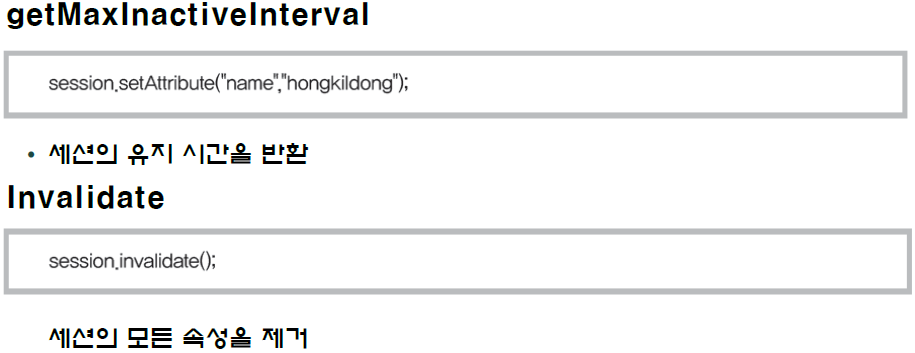 getMaxInactiveInterval
session.setAttribute("name","hongkildong");
• 세션의 유지 시간을 반환
Invalidate
session.invalidate();
세션의 모든 속성을 제거